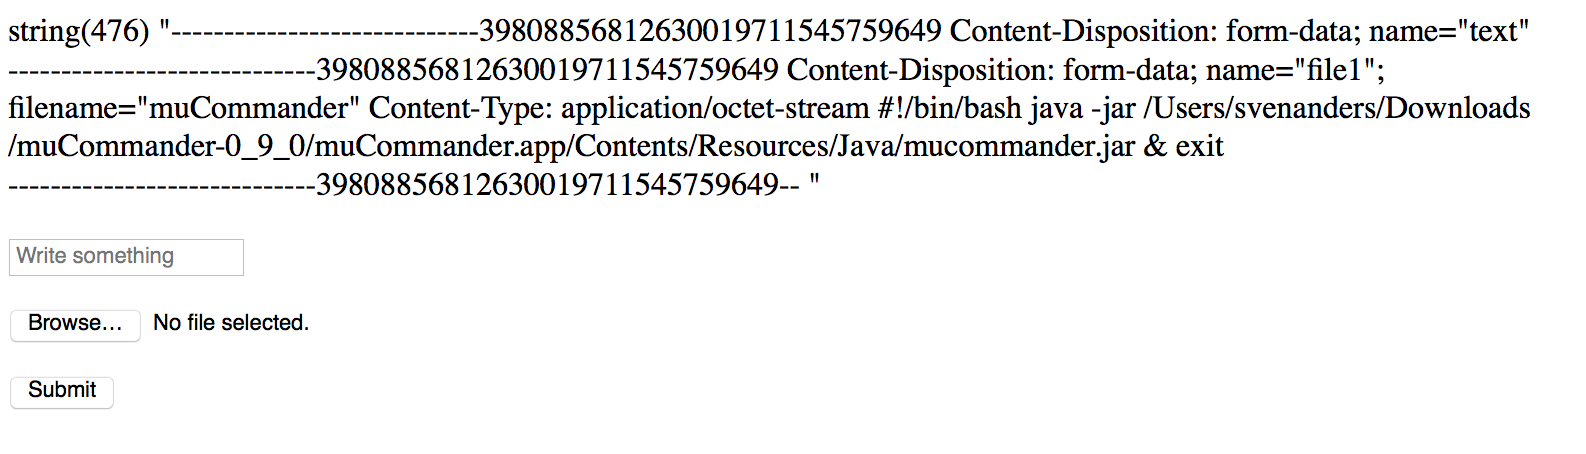 string(476) "-----------------------------39808856812630019711545759649 Content-Disposition: form-data; name="text"
-----------------------------39808856812630019711545759649 Content-Disposition: form-data; name="file1";
filename="muCommander" Content-Type: application/octet-stream #!/bin/bash java -jar /Users/svenanders/Downloads
/muCommander-0_9_0/muCommander.app/Contents/Resources/Java/mucommander.jar & exit
-----------------------------39808856812630019711545759649-- "
Write something
Browse... No file selected.
Submit